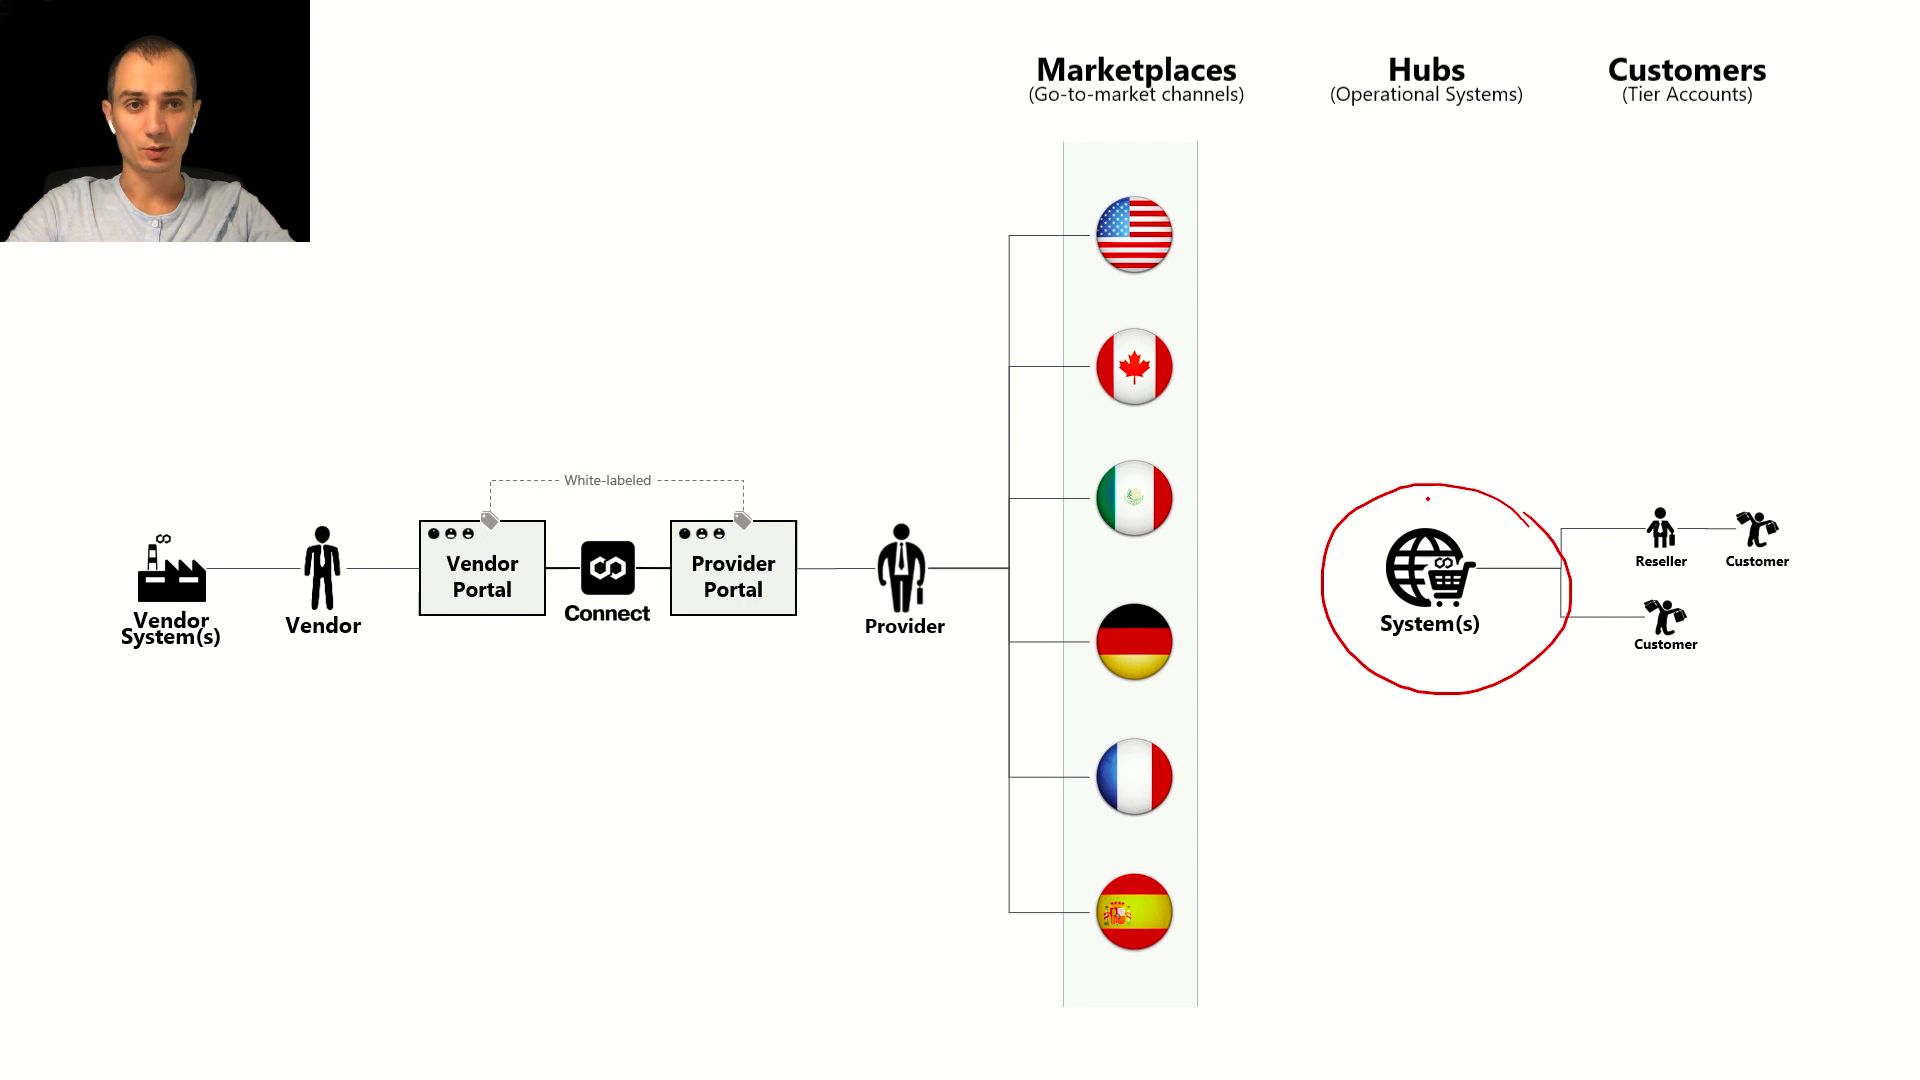 Marketplaces
(Go-to-market channels)
Hubs
(Operational Systems)
Customers
(Tier Accounts)
White-labeled
Vendor
System(s)
Vendor
Vendor
Portal
Connect
Provider
Portal
Provider
System(s)
Reseller
Customer
Customer